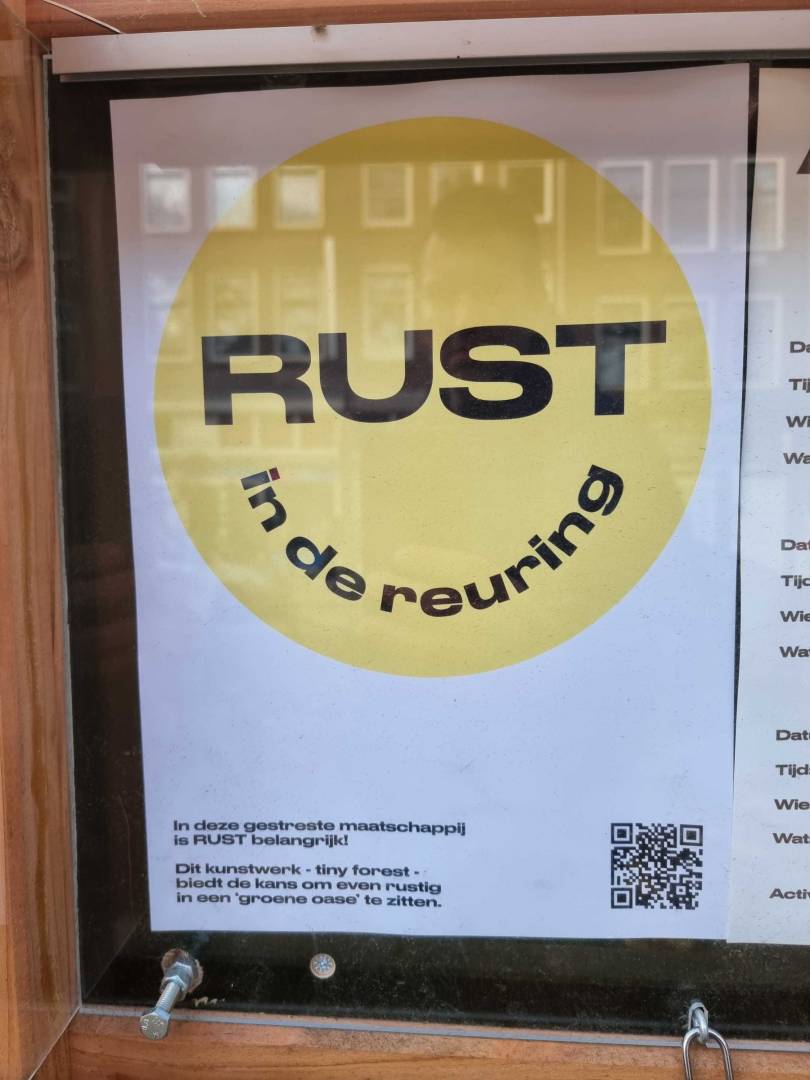 RUST
in de reuring
In deze gestreste maatschappij
is RUST belangrijk!
Dit kunstwerk - tiny forest -
biedt de kans om even rustig
in een ‘groene oase’ te zitten.